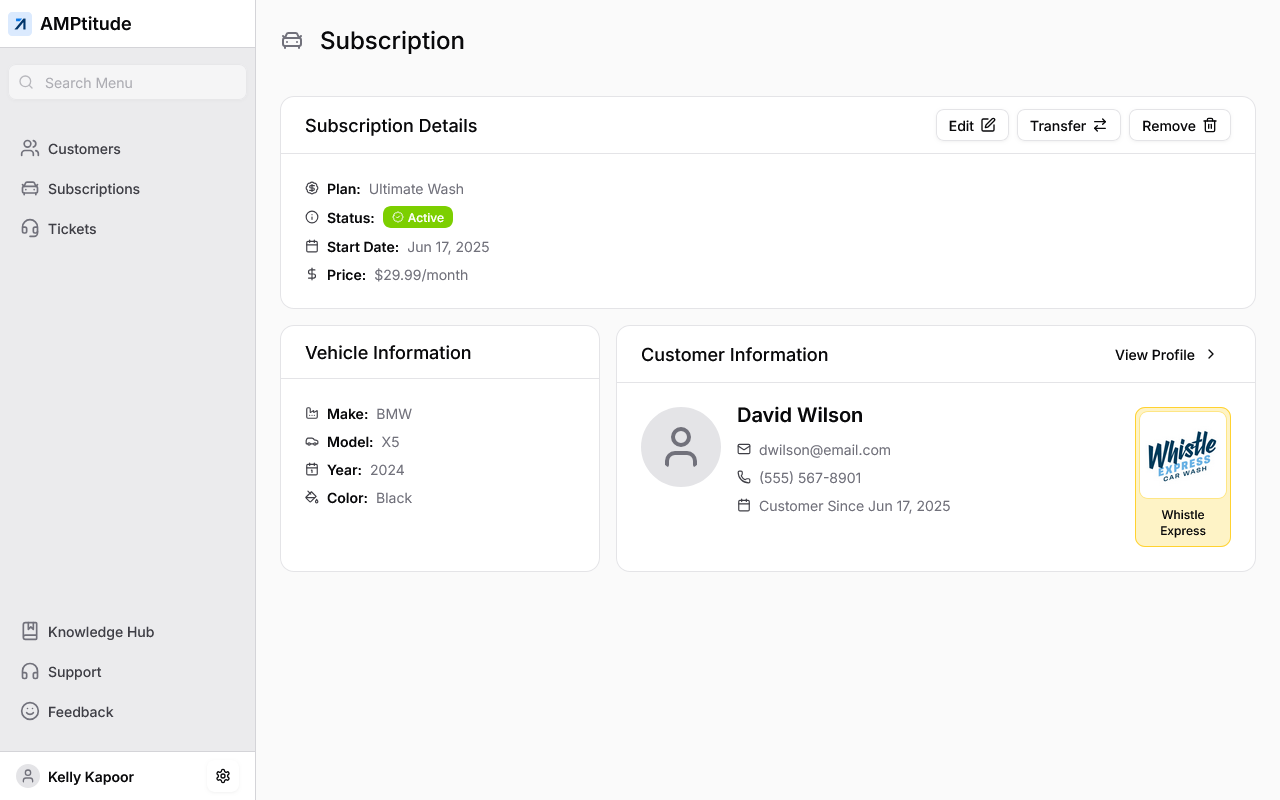 AMPtitude
Search Menu
Customers
Subscriptions
Tickets
Knowledge Hub
Support
Feedback
Kelly Kapoor
Subscription
Subscription Details
Edit
Transfer
Remove
Plan: Ultimate Wash
Status: Active
Start Date: Jun 17, 2025
Price: $29.99/month
Vehicle Information
Make: BMW
Model: X5
Year: 2024
Color: Black
Customer Information
View Profile
David Wilson
dwilson@email.com
(555) 567-8901
Customer Since Jun 17, 2025
Whistle
EXPRESS
CAR WASH
Whistle
Express